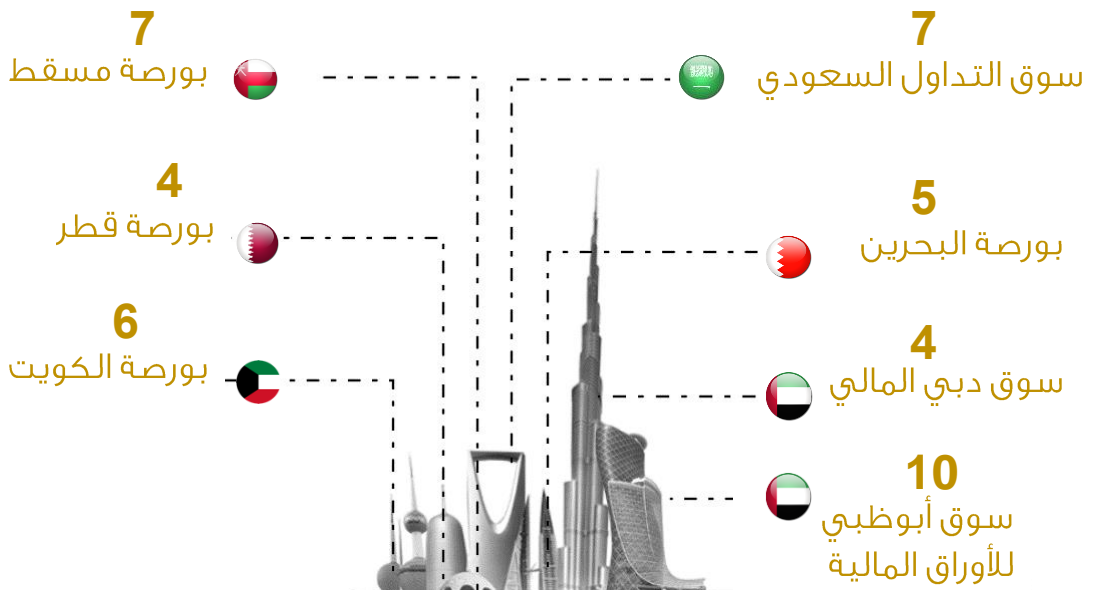 7
سوق التداول السعودي
5
بورصة البحرين
4
سوق دبي المالي
10
سوق أبوظبي
للأوراق المالية
7
بورصة مسقط
4
بورصة قطر
6
بورصة الكويت